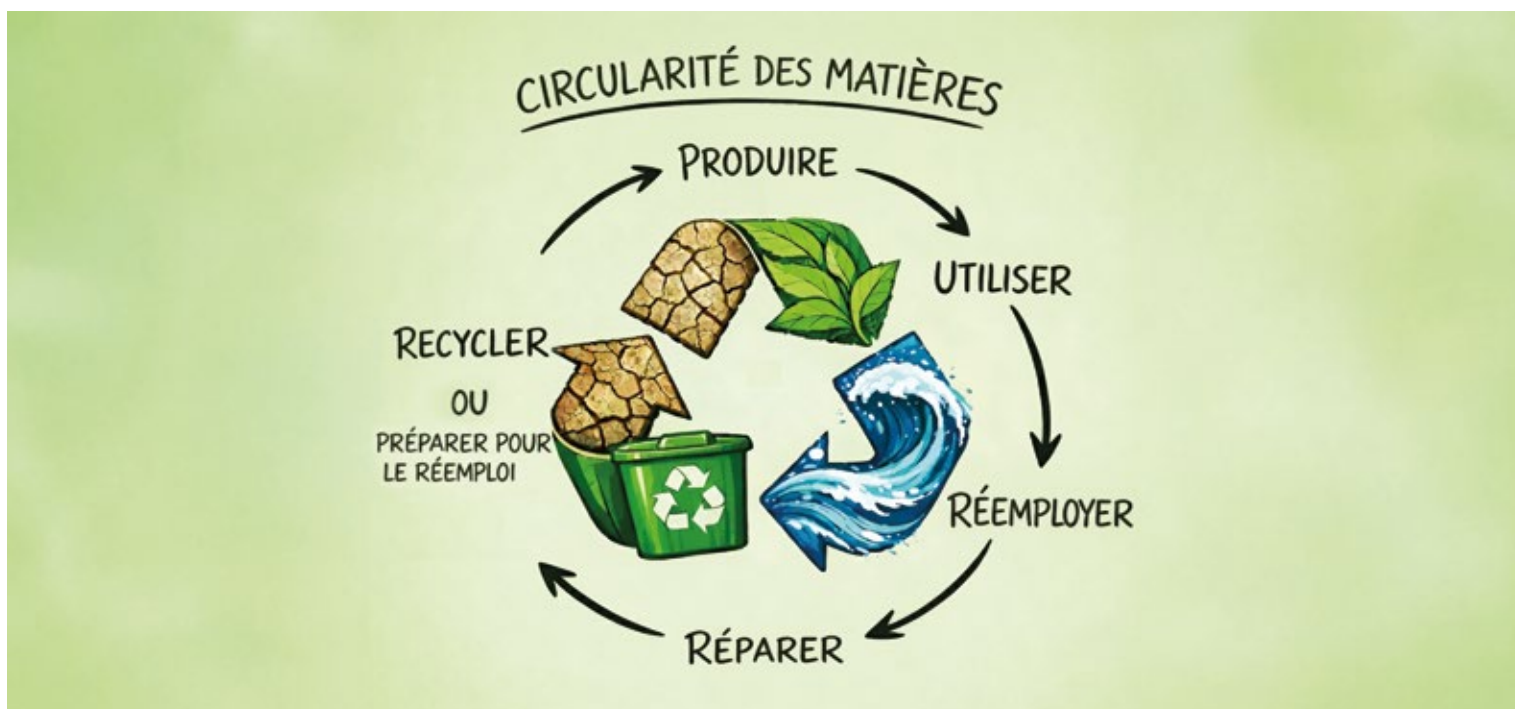 CIRCULARITÉ DES MATIÈRES
PRODUIRE
UTILISER
RÉEMPLOYER
RÉPARER
RECYCLER
OU
PRÉPARER POUR
LE RÉEMPLOI